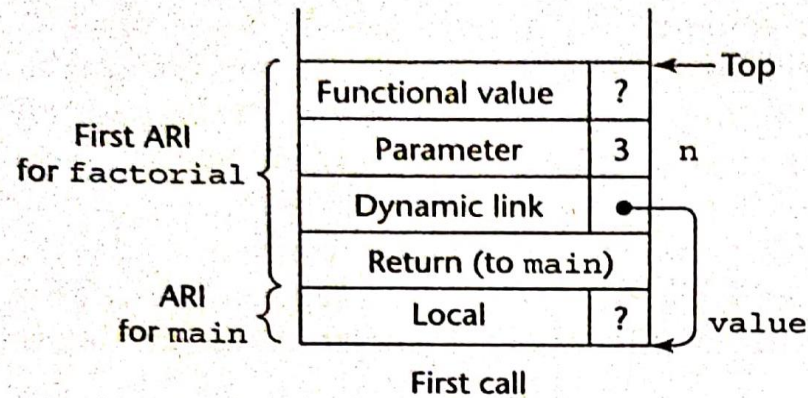 Top
Functional value ?
First ARI
for factorial
Parameter 3 n
Dynamic link
Return (to main)
ARI
for main
Local ?
value
First call